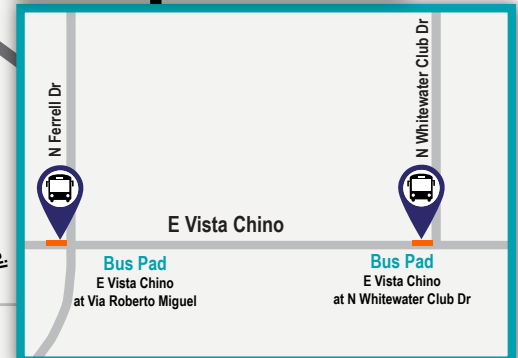 N Ferrell Dr
N Whitewater Club Dr
E Vista Chino
Bus Pad
E Vista Chino
at Via Roberto Miguel
Bus Pad
E Vista Chino
at N Whitewater Club Dr